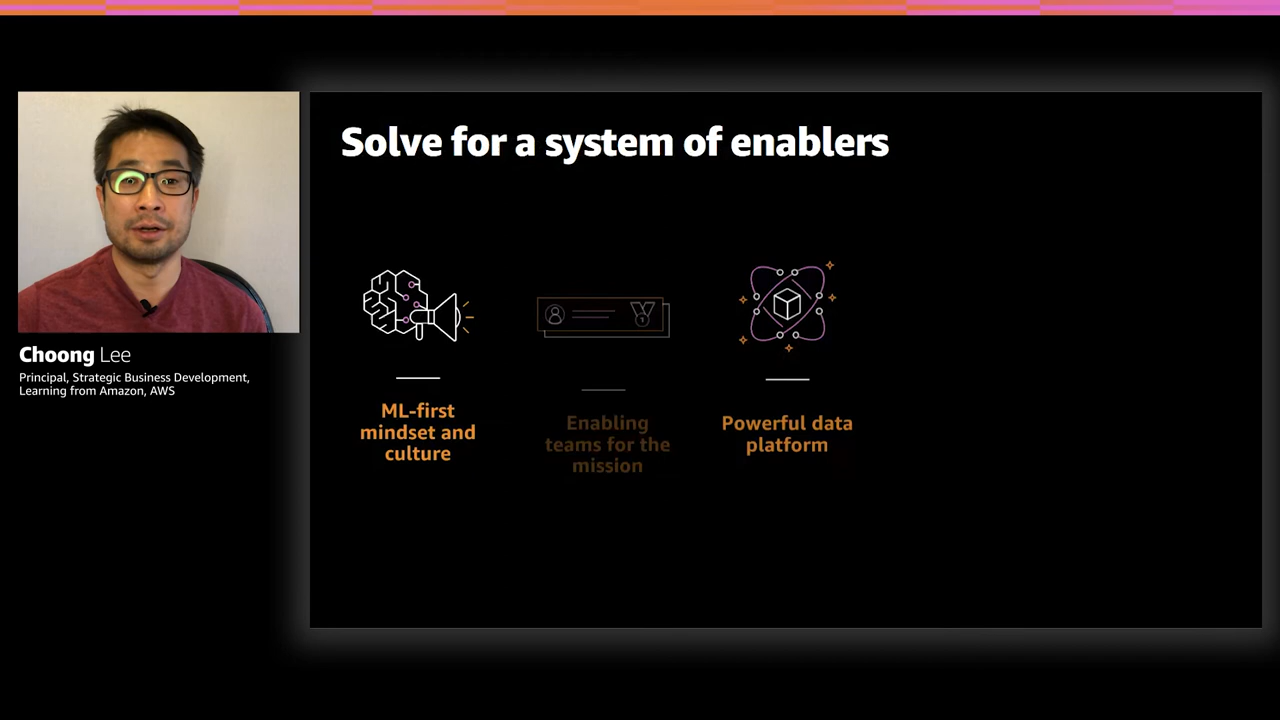 Solve for a system of enablers
Choong Lee
Principal, Strategic Business Development,
Learning from Amazon, AWS
ML-first
mindset and
culture
1
Enabling
teams for the
mission
Powerful data
platform